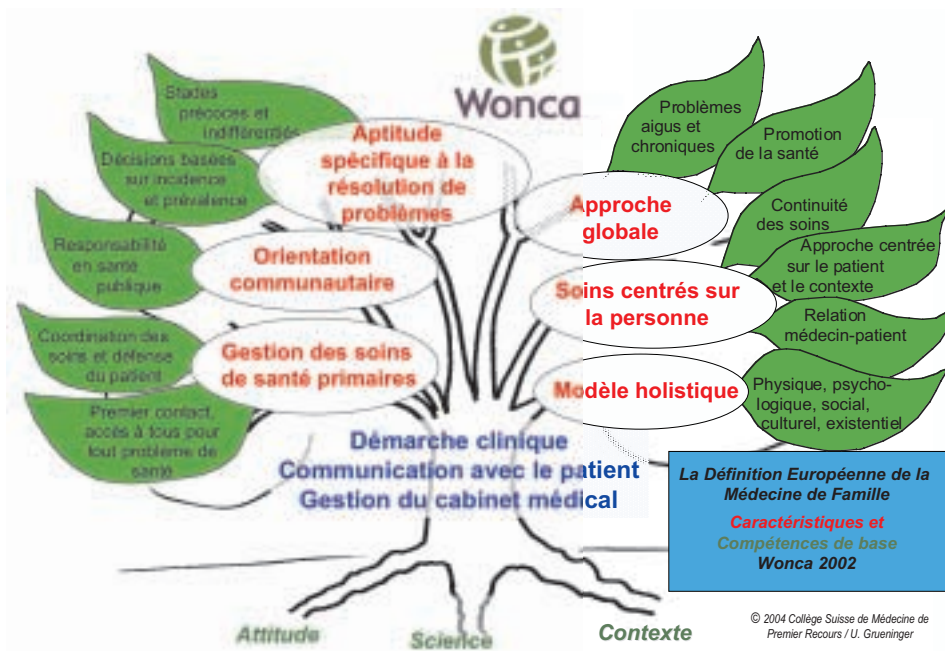 Wonca
Stades
précoces et
indifférentiés
Aptitude
spécifique à la
résolution de
problèmes
Décisions basées
sur incidence
et prévalence
Orientation
communautaire
Responsabilité
en santé
publique
Gestion des soins
de santé primaires
Coordination des
soins et défense
du patient
Premier contact,
accès à tous pour
tout problème de
santé
Problèmes
aigus et
chroniques
Promotion
de la santé
Approche
globale
Continuité
des soins
Approche centrée
sur le patient
et le contexte
Soins centrés sur
la personne
Relation
médecin-patient
Modèle holistique
Physique, psycho-
logique, social,
culturel, existentiel
Démarche clinique
Communication avec le patient
Gestion du cabinet médical
La Définition Européenne de la
Médecine de Famille
Caractéristiques et
Compétences de base
Wonca 2002
Attitude
Science
Contexte
© 2004 Collège Suisse de Médecine de
Premier Recours / U. Grueninger